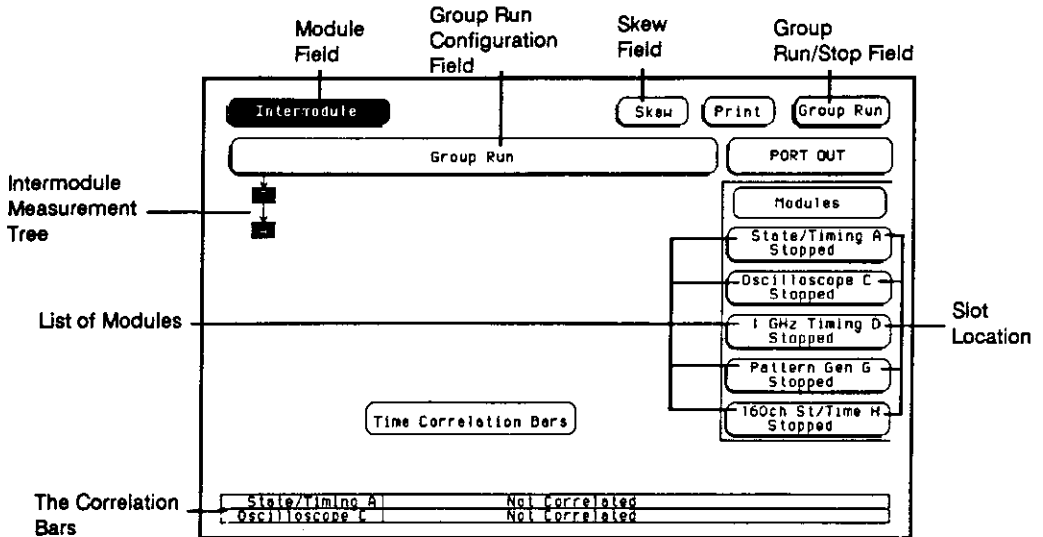 Module
Field
Group Run
Configuration
Field
Skew
Field
Group
Run/Stop Field
Intermodule
Skew
Print
Group Run
Group Run
PORT OUT
Intermodule
Measurement
Tree
Modules
State/Timing A
Stopped
Oscilloscope C
Stopped
List of Modules
1 GHz Timing D
Stopped
Slot
Location
Pattern Gen G
Stopped
160ch St/Time H
Stopped
Time Correlation Bars
The Correlation
Bars
State/Timing A Not Correlated
Oscilloscope C Not Correlated